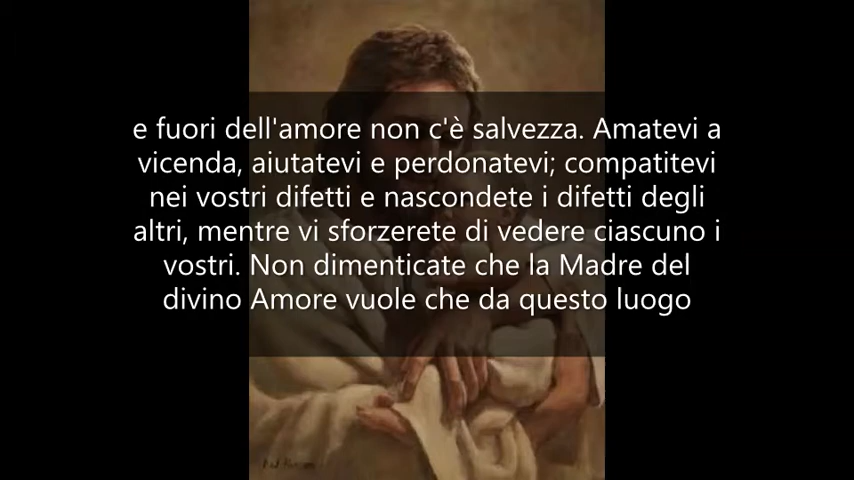 e fuori dell'amore non c'è salvezza. Amatevi a
vicenda, aiutatevi e perdonatevi; compatitevi
nei vostri difetti e nascondete i difetti degli
altri, mentre vi sforzerete di vedere ciascuno i
vostri. Non dimenticate che la Madre del
divino Amore vuole che da questo luogo